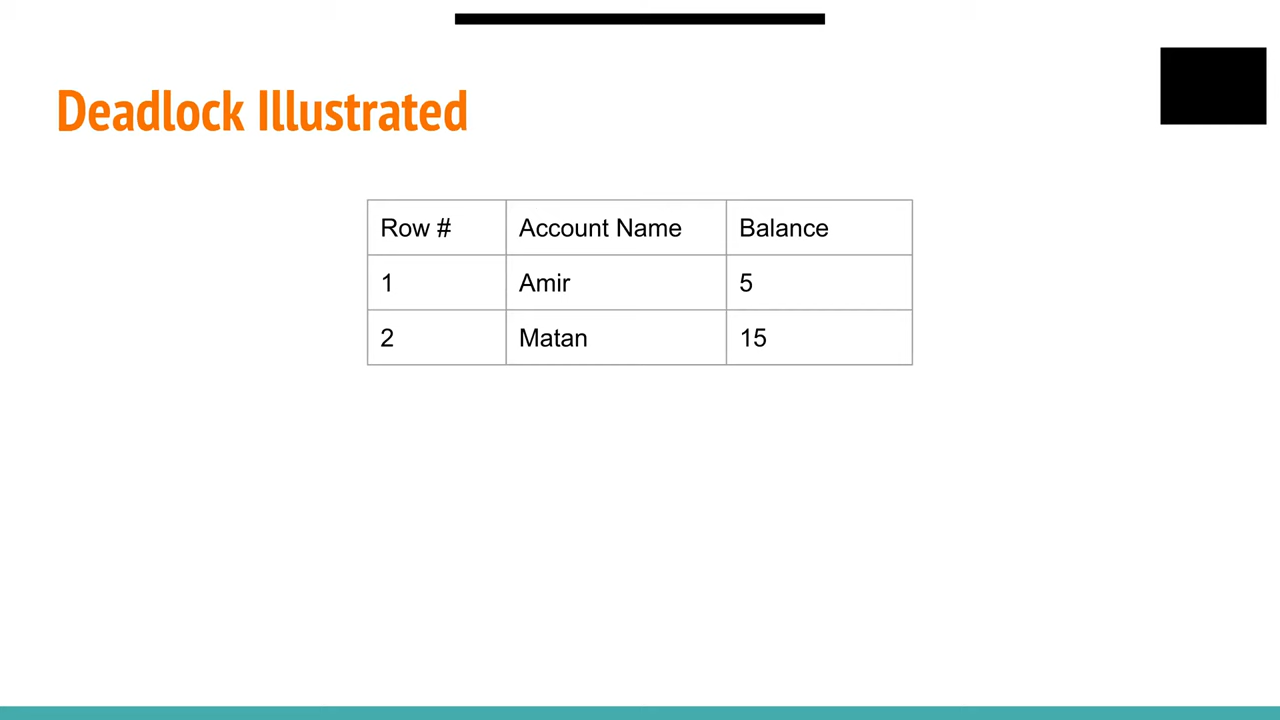 Deadlock Illustrated
Row # Account Name Balance
1 Amir 5
2 Matan 15